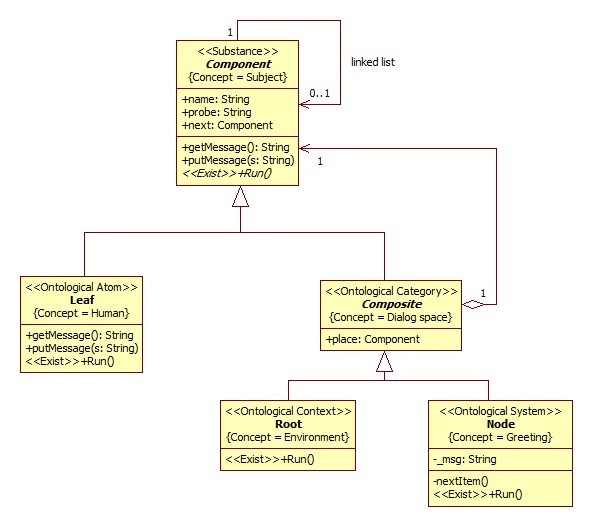 1
<<Substance>>
Component
{Concept = Subject}
linked list
0..1
+name: String
+probe: String
+next: Component
+getMessage(): String
+putMessage(s: String)
<<Exist>>+Run()
1
<<Ontological Atom>>
Leaf
{Concept = Human}
+getMessage(): String
+putMessage(s: String)
<<Exist>>+Run()
<<Ontological Category>>
Composite
{Concept = Dialog space}
+place: Component
1
<<Ontological Context>>
Root
{Concept = Environment}
<<Exist>>+Run()
<<Ontological System>>
Node
{Concept = Greeting}
-_msg: String
-nextItem()
<<Exist>>+Run()